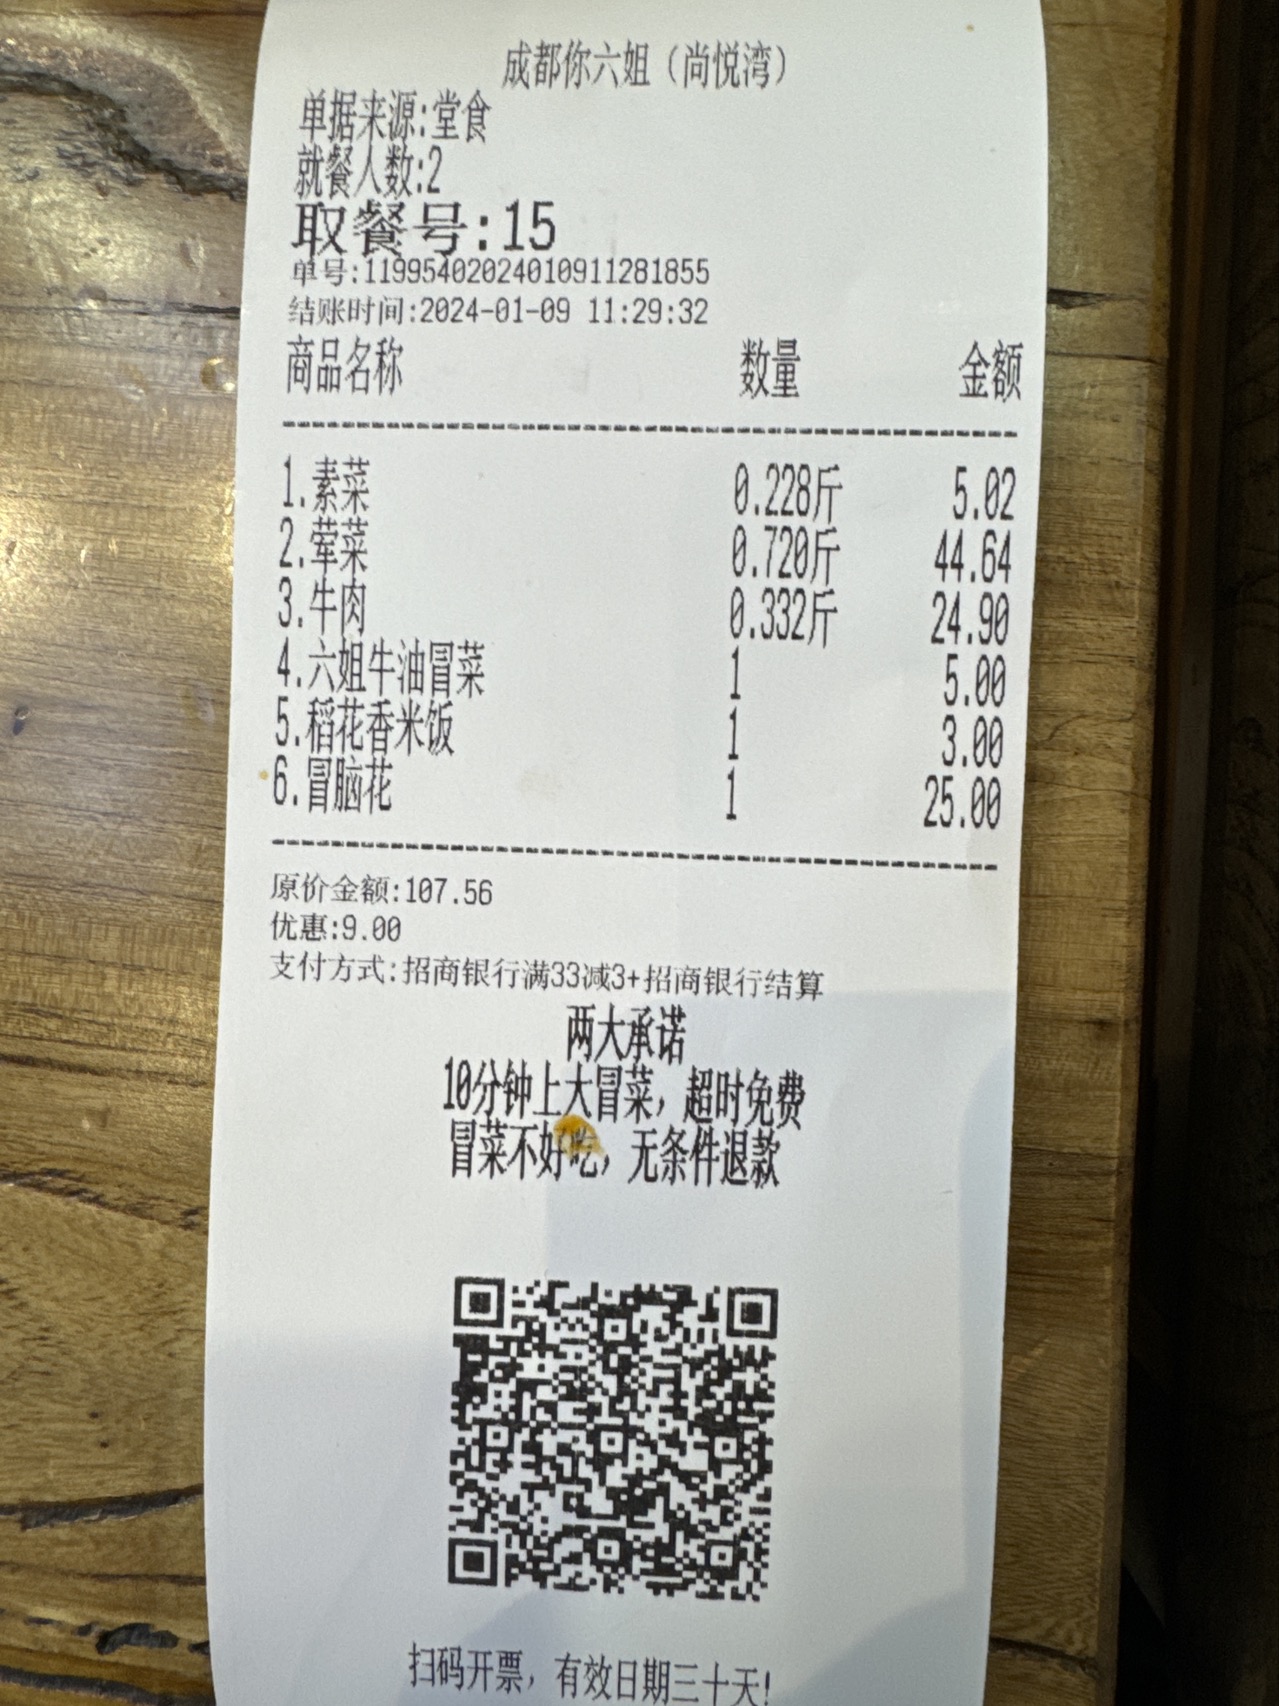 成都你六姐（尚悦湾）
单据来源:堂食
就餐人数:2
取餐号:15
单号:11995402024010911281855
结账时间:2024-01-09 11:29:32
商品名称 数量 金额
1.素菜 0.228斤 5.02
2.荤菜 0.720斤 44.64
3.牛肉 0.332斤 24.90
4.六姐牛油冒菜 1 5.00
5.稻花香米饭 1 3.00
6.冒脑花 1 25.00
原价金额:107.56
优惠:9.00
支付方式:招商银行满33减3+招商银行结算
两大承诺
10分钟上大冒菜，超时免费
冒菜不好吃，无条件退款
扫码开票，有效日期三十天!